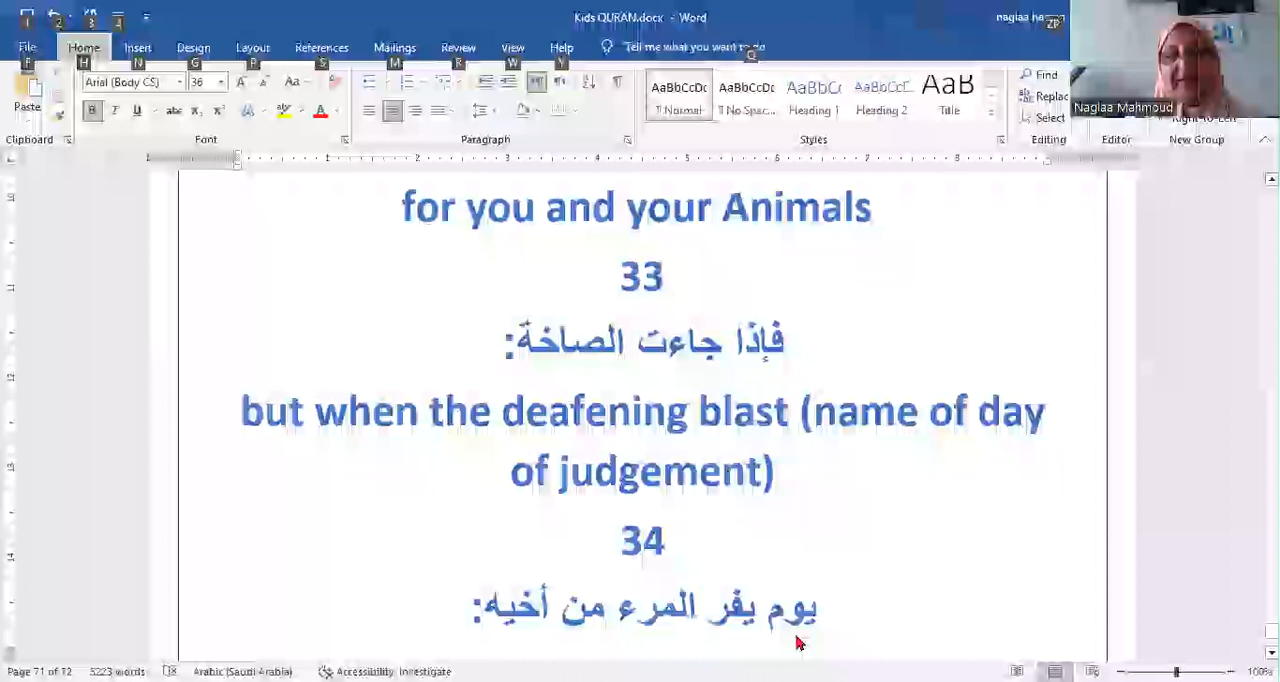 Kids QURAN.docx - Word
File Home Insert Design Layout References Mailings Review View Help Tell me what you want to do
F H N G P S M R W Y Q ZP
Naglaa Mahmoud
Paste Arial (Body CS) 36 Aa Find
AaBbCcDc AaBbCcDc AaBbCc AaBbCcC AaB
Normal No Spac... Heading 1 Heading 2 Title Select
Clipboard Font Paragraph Styles Editing Editor New Group
for you and your Animals
33
فإذا جاءت الصاخة:
but when the deafening blast (name of day
of judgement)
34
يوم يفر المرء من أخيه:
Page 71 of 72 5223 words Arabic (Saudi Arabia) Accessibility: Investigate 100%